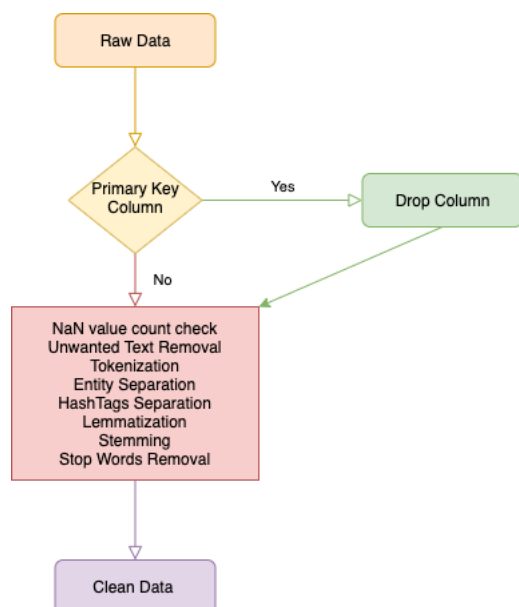 Raw Data
Primary Key
Column
Yes
Drop Column
No
NaN value count check
Unwanted Text Removal
Tokenization
Entity Separation
HashTags Separation
Lemmatization
Stemming
Stop Words Removal
Clean Data